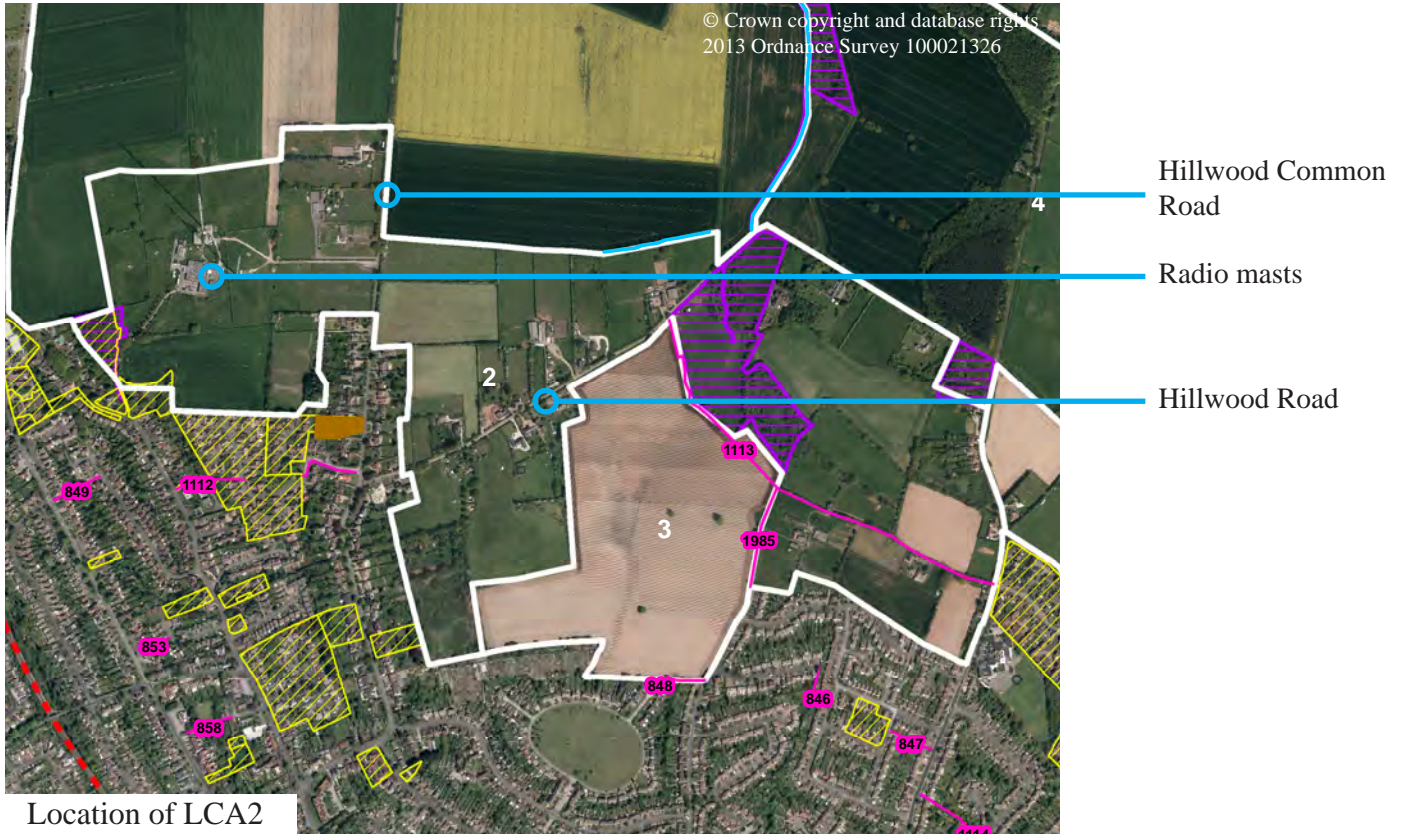 © Crown copyright and database rights
2013 Ordnance Survey 100021326
Hillwood Common
Road
4
Radio masts
2
Hillwood Road
1113
849
1112
3
1985
853
848
846
858
847
1114
Location of LCA2